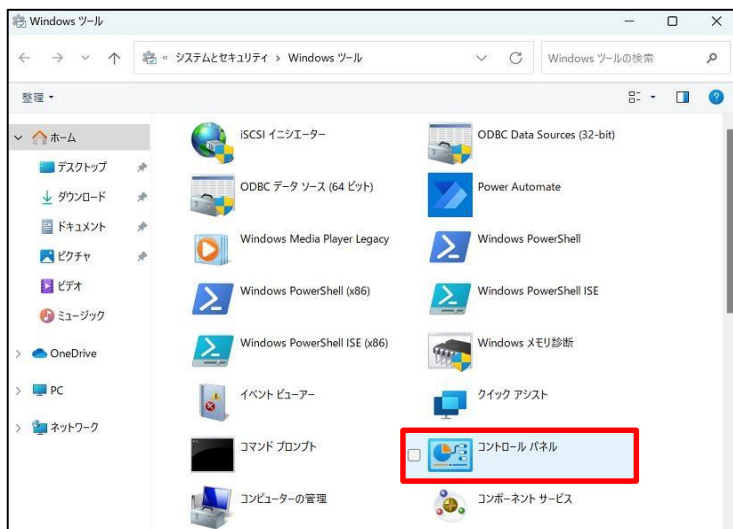 Windows ツール
« システムとセキュリティ › Windows ツール
Windows ツールの検索
整理
ホーム
デスクトップ
ダウンロード
ドキュメント
ピクチャ
ビデオ
ミュージック
OneDrive
PC
ネットワーク
iSCSI イニシエーター
ODBC Data Sources (32-bit)
ODBC データ ソース (64 ビット)
Power Automate
Windows Media Player Legacy
Windows PowerShell
Windows PowerShell (x86)
Windows PowerShell ISE
Windows PowerShell ISE (x86)
Windows メモリ診断
イベント ビューアー
クイック アシスト
コマンド プロンプト
コントロール パネル
コンピューターの管理
コンポーネント サービス